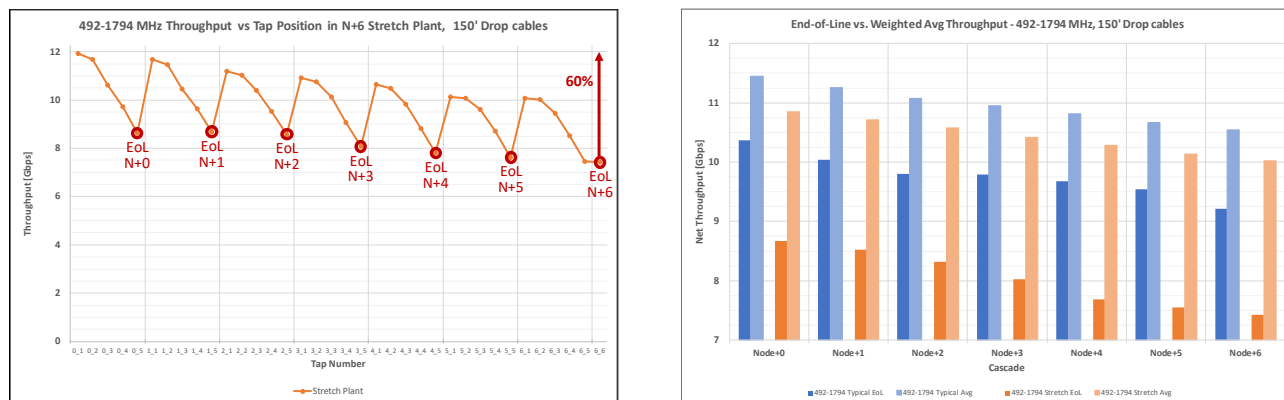 492-1794 MHz Throughput vs Tap Position in N+6 Stretch Plant, 150' Drop cables
12
10
8
6
4
2
0
Throughput [Gbps]
60%
EoL
N+0
EoL
N+1
EoL
N+2
EoL
N+3
EoL
N+4
EoL
N+5
EoL
N+6
0_1 0_2 0_3 0_4 0_5 1_1 1_2 1_3 1_4 1_5 2_1 2_2 2_3 2_4 2_5 3_1 3_2 3_3 3_4 3_5 4_1 4_2 4_3 4_4 4_5 5_1 5_2 5_3 5_4 5_5 6_1 6_2 6_3 6_4 6_5 6_6
Tap Number
Stretch Plant
End-of-Line vs. Weighted Avg Throughput - 492-1794 MHz, 150' Drop cables
12
11
10
9
8
7
Net Throughput [Gbps]
Node+0 Node+1 Node+2 Node+3 Node+4 Node+5 Node+6
Cascade
492-1794 Typical EoL 492-1794 Typical Avg 492-1794 Stretch EoL 492-1794 Stretch Avg